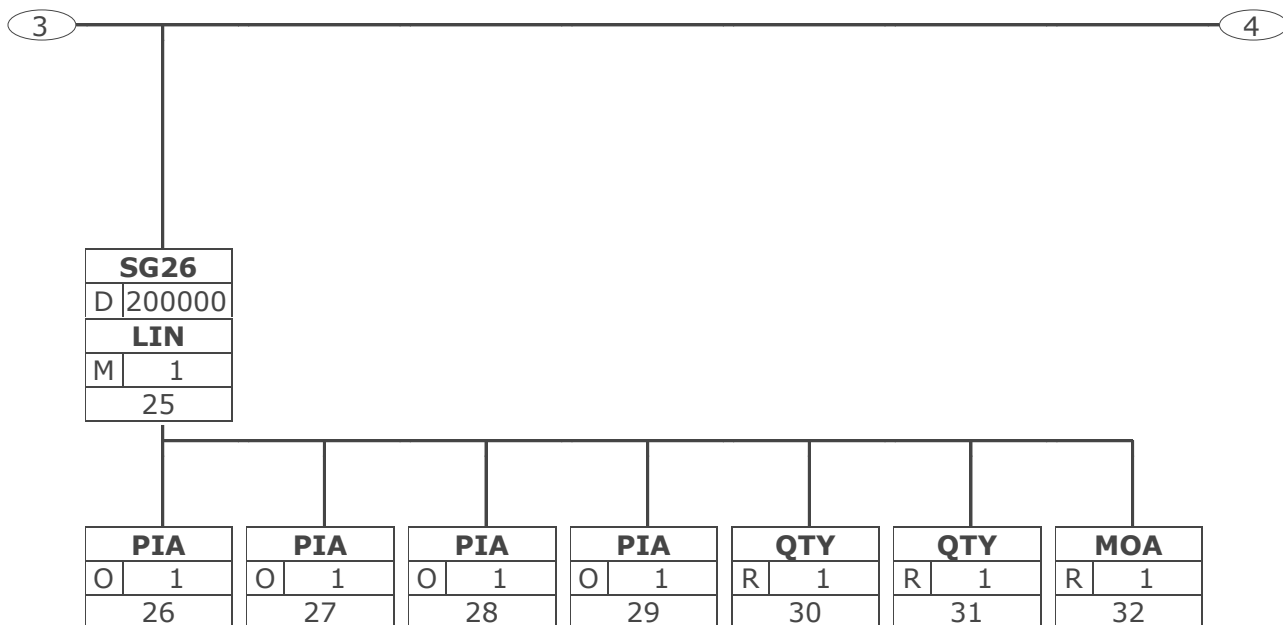 3 4
SG26
D 200000
LIN
M 1
25
PIA PIA PIA PIA QTY QTY MOA
O 1 O 1 O 1 O 1 R 1 R 1 R 1
26 27 28 29 30 31 32